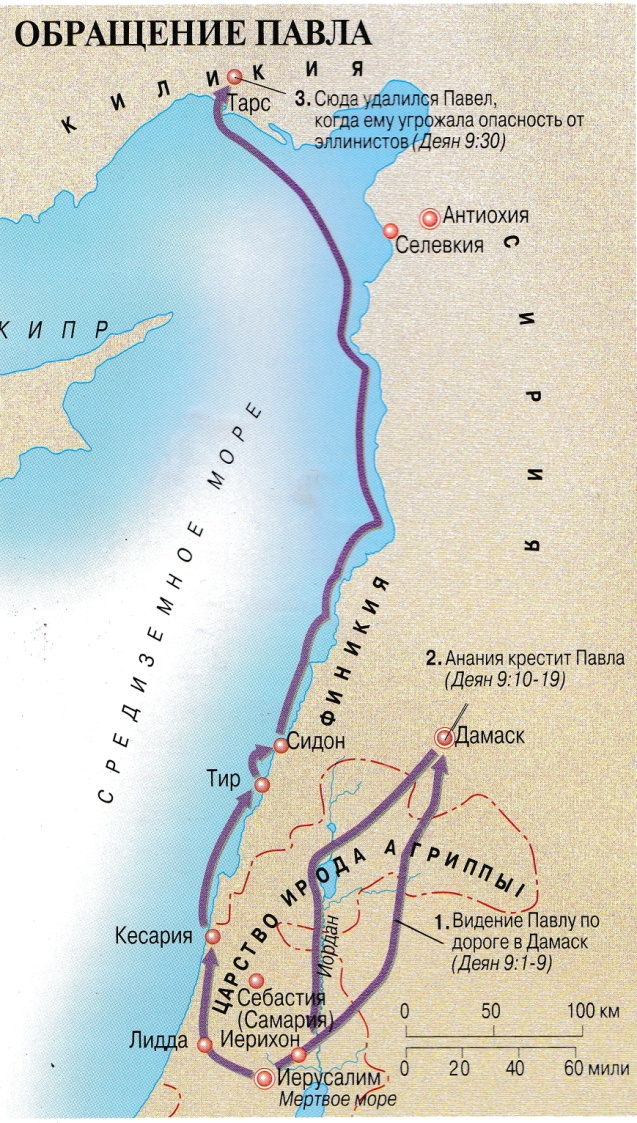 ОБРАЩЕНИЕ ПАВЛА
КИЛИКИЯ
Тарс
3. Сюда удалился Павел,
когда ему угрожала опасность от
эллинистов (Деян 9:30)
Антиохия
Селевкия
СИРИЯ
КИПР
СРЕДИЗЕМНОЕ МОРЕ
ФИНИКИЯ
2. Анания крестит Павла
(Деян 9:10-19)
Дамаск
Сидон
Тир
ЦАРСТВО ИРОДА АГРИППЫ I
1. Видение Павлу по
дороге в Дамаск
(Деян 9:1-9)
Иордан
Кесария
Себастия
(Самария)
Лидда
Иерихон
Иерусалим
Мертвое море
0 50 100 км
0 20 40 60 мили